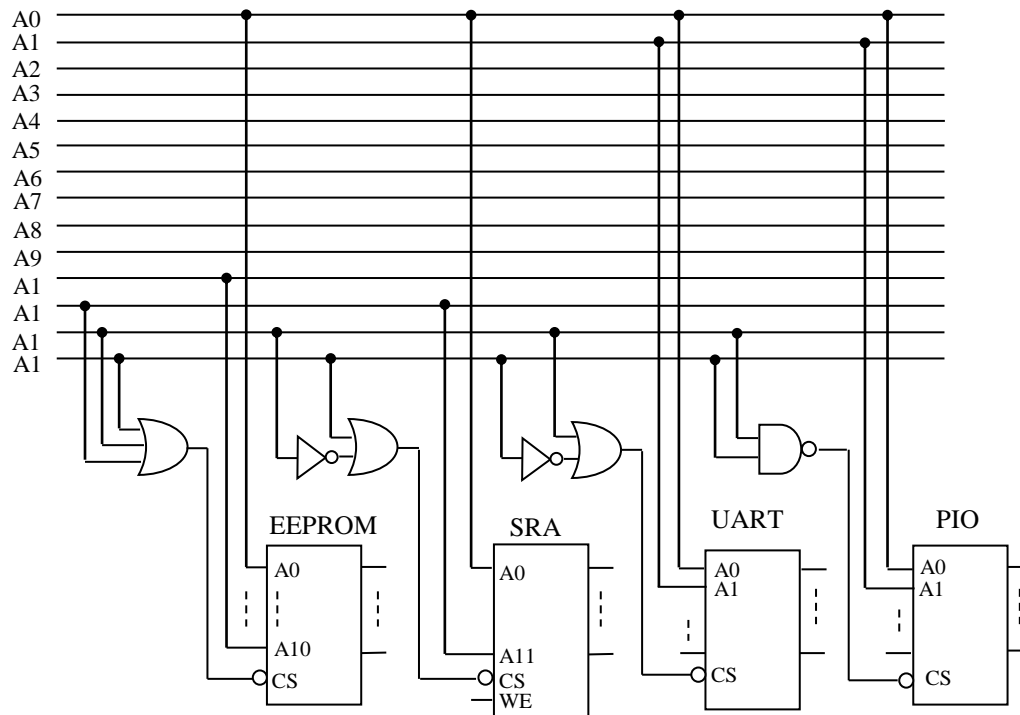 A0
A1
A2
A3
A4
A5
A6
A7
A8
A9
A1
A1
A1
A1
EEPROM
SRA
UART
PIO
A0
A10
CS
A0
A11
CS
WE
A0
A1
CS
A0
A1
CS